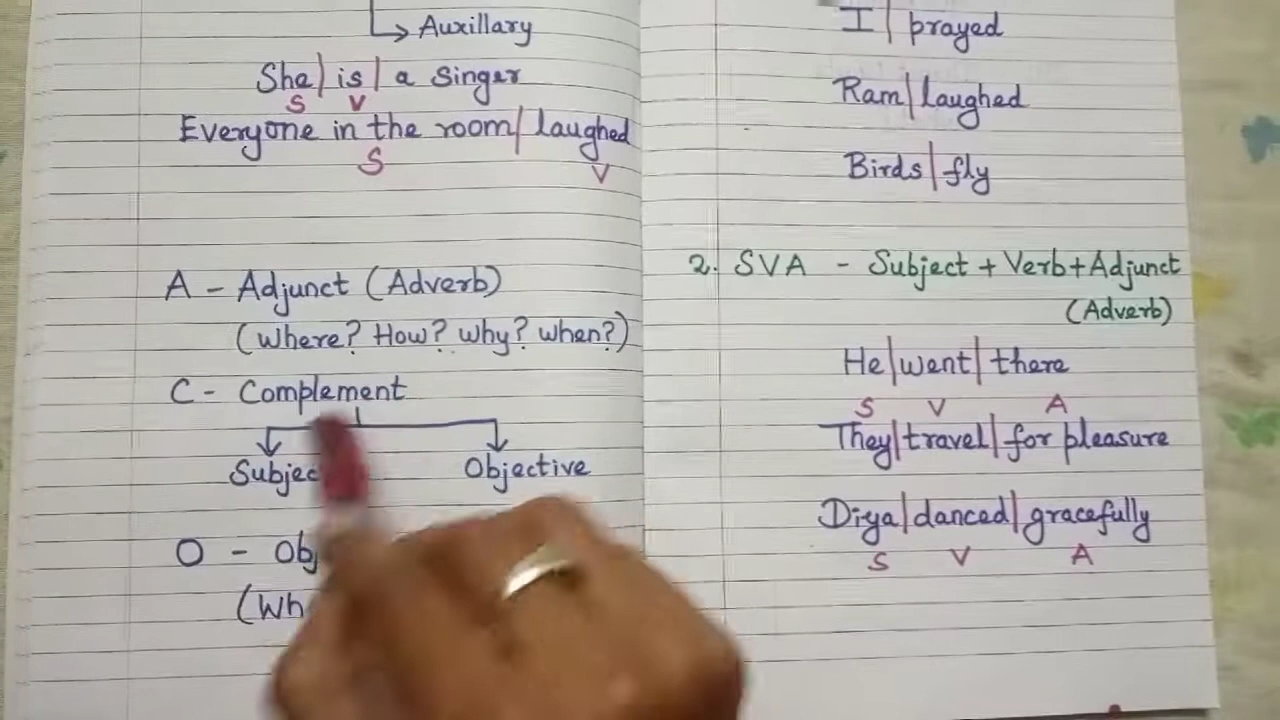 Auxillary
She | is | a Singer
S V
Everyone in the room | laughed
S V
A - Adjunct (Adverb)
(Where? How? Why? when?)
C - Complement
Objective
O -
I | prayed
Ram | laughed
Birds | fly
2. SVA - Subject + Verb + Adjunct
(Adverb)
He | went | there
S V A
They | travel | for pleasure
Diya | danced | gracefully
S V A